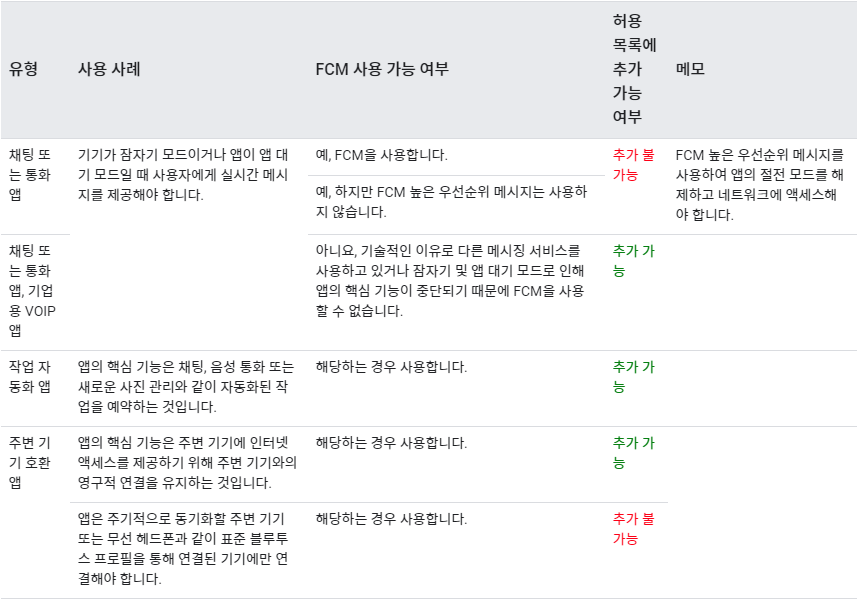 유형
사용 사례
FCM 사용 가능 여부
허용
목록에
추가
가능
여부
메모
채팅 또
는 통화
앱
기기가 잠자기 모드이거나 앱이 앱 대
기 모드일 때 사용자에게 실시간 메시
지를 제공해야 합니다.
예, FCM을 사용합니다.
예, 하지만 FCM 높은 우선순위 메시지는 사용하
지 않습니다.
추가 불
가능
FCM 높은 우선순위 메시지를
사용하여 앱의 절전 모드를 해
제하고 네트워크에 액세스해
야 합니다.
채팅 또
는 통화
앱, 기업
용 VOIP
앱
아니요, 기술적인 이유로 다른 메시징 서비스를
사용하고 있거나 잠자기 및 앱 대기 모드로 인해
앱의 핵심 기능이 중단되기 때문에 FCM을 사용
할 수 없습니다.
추가 가
능
작업 자
동화 앱
앱의 핵심 기능은 채팅, 음성 통화 또는
새로운 사진 관리와 같이 자동화된 작
업을 예약하는 것입니다.
해당하는 경우 사용합니다.
추가 가
능
주변 기
기 호환
앱
앱의 핵심 기능은 주변 기기에 인터넷
액세스를 제공하기 위해 주변 기기와의
영구적 연결을 유지하는 것입니다.
해당하는 경우 사용합니다.
추가 가
능
앱은 주기적으로 동기화할 주변 기기
또는 무선 헤드폰과 같이 표준 블루투
스 프로필을 통해 연결된 기기에만 연
결해야 합니다.
해당하는 경우 사용합니다.
추가 불
가능